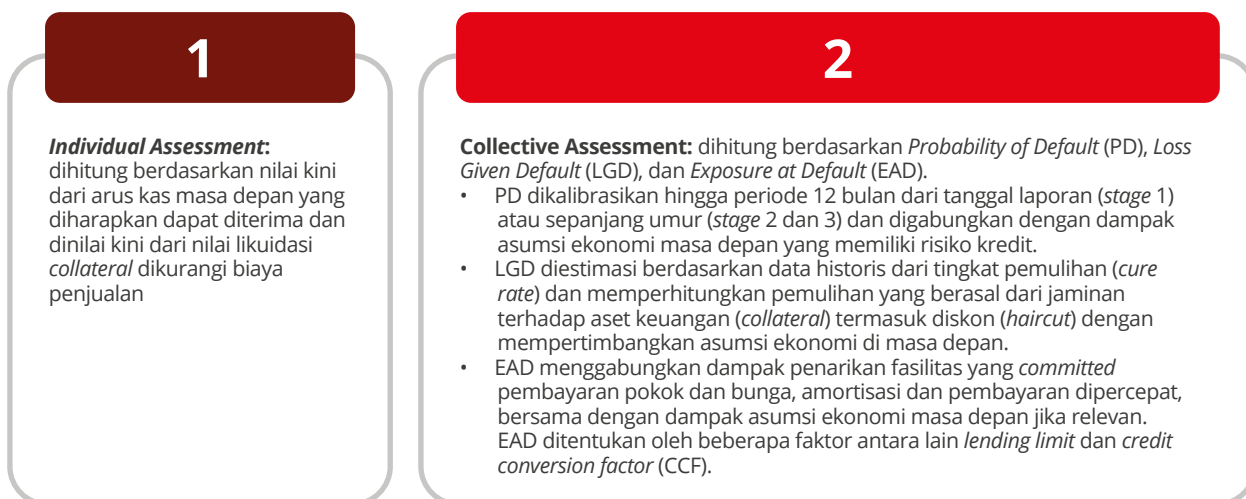 1
Individual Assessment:
dihitung berdasarkan nilai kini
dari arus kas masa depan yang
diharapkan dapat diterima dan
dinilai kini dari nilai likuidasi
collateral dikurangi biaya
penjualan
2
Collective Assessment: dihitung berdasarkan Probability of Default (PD), Loss
Given Default (LGD), dan Exposure at Default (EAD).
• PD dikalibrasikan hingga periode 12 bulan dari tanggal laporan (stage 1)
atau sepanjang umur (stage 2 dan 3) dan digabungkan dengan dampak
asumsi ekonomi masa depan yang memiliki risiko kredit.
• LGD diestimasi berdasarkan data historis dari tingkat pemulihan (cure
rate) dan memperhitungkan pemulihan yang berasal dari jaminan
terhadap aset keuangan (collateral) termasuk diskon (haircut) dengan
mempertimbangkan asumsi ekonomi di masa depan.
• EAD menggabungkan dampak penarikan fasilitas yang committed
pembayaran pokok dan bunga, amortisasi dan pembayaran dipercepat,
bersama dengan dampak asumsi ekonomi masa depan jika relevan.
EAD ditentukan oleh beberapa faktor antara lain lending limit dan credit
conversion factor (CCF).